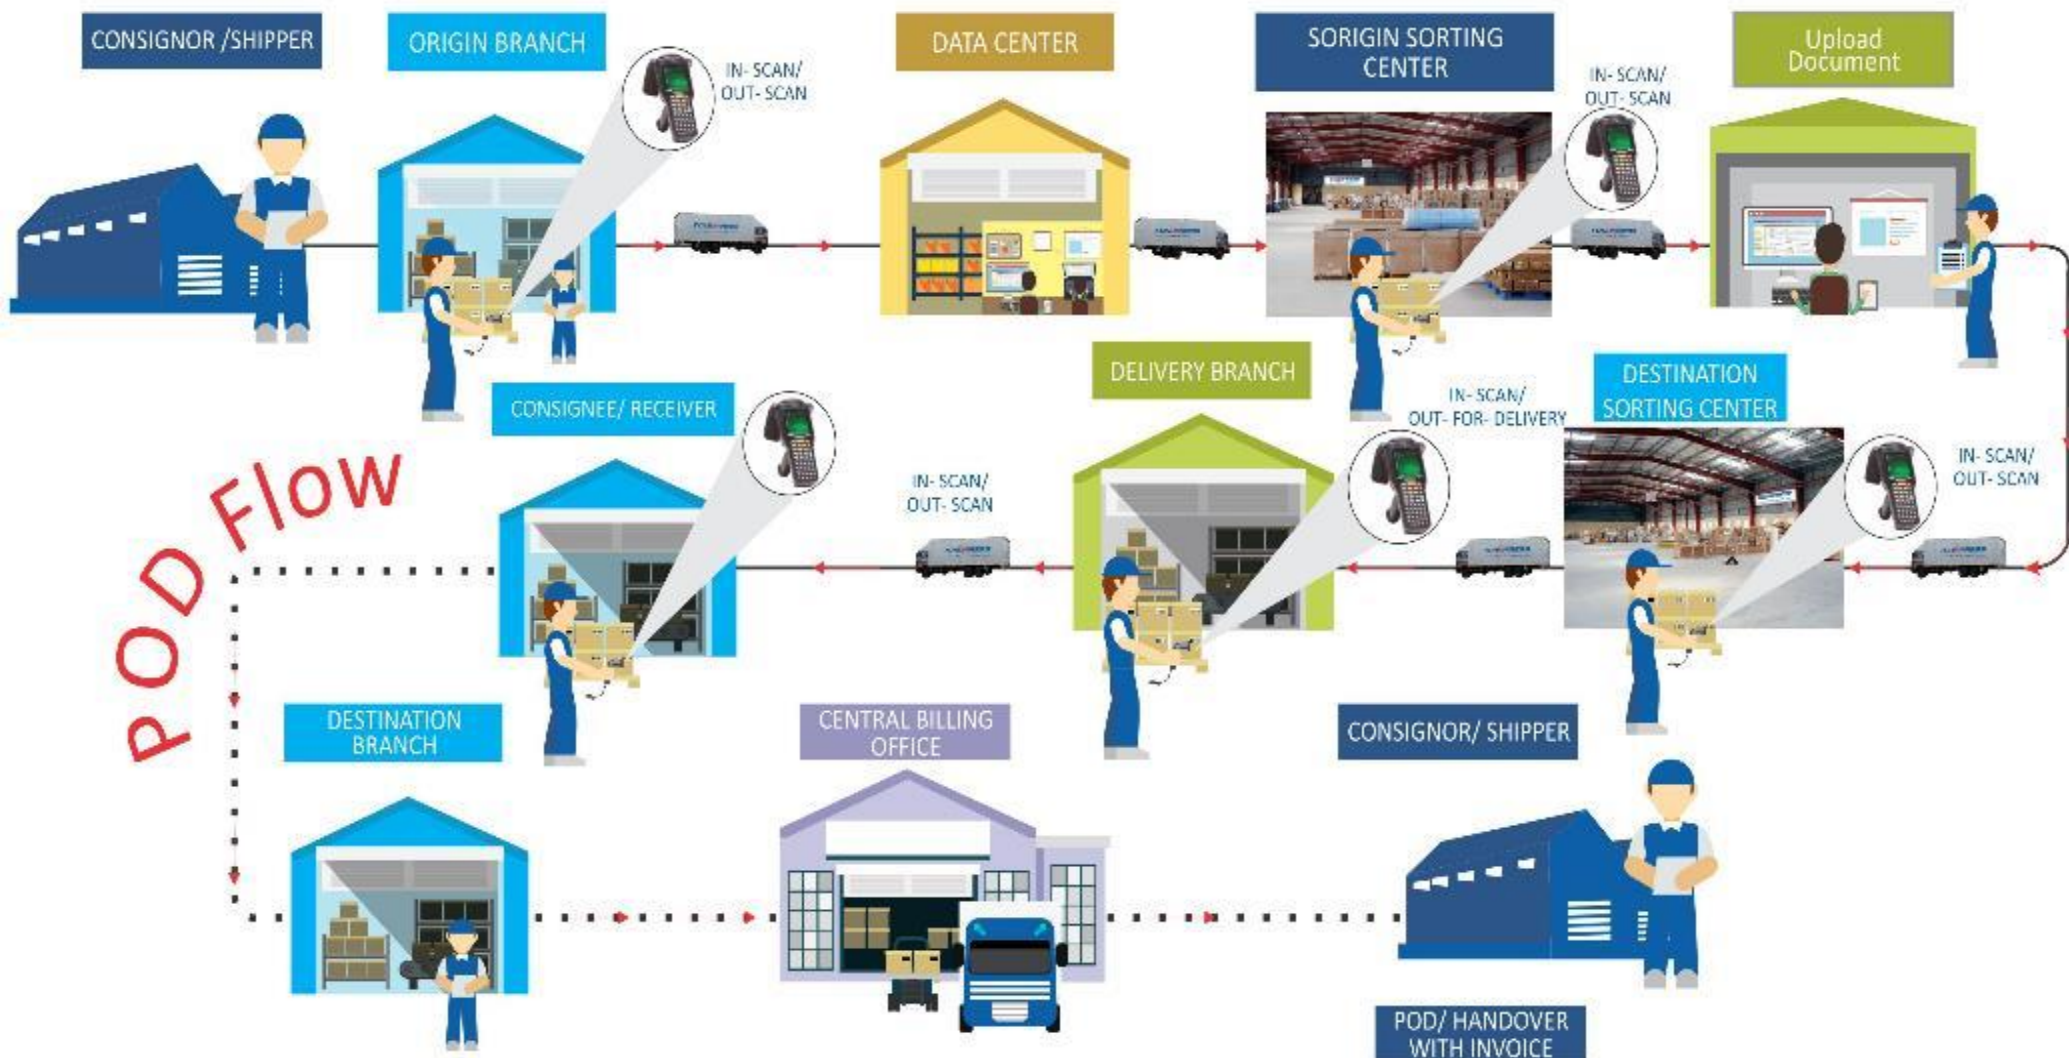 CONSIGNOR /SHIPPER
ORIGIN BRANCH
IN- SCAN/
OUT- SCAN
DATA CENTER
SORIGIN SORTING
CENTER
IN- SCAN/
OUT- SCAN
Upload
Document
CONSIGNEE/ RECEIVER
IN- SCAN/
OUT- SCAN
DELIVERY BRANCH
IN- SCAN/
OUT- FOR- DELIVERY
DESTINATION
SORTING CENTER
IN- SCAN/
OUT- SCAN
POD Flow
DESTINATION
BRANCH
CENTRAL BILLING
OFFICE
CONSIGNOR/ SHIPPER
POD/ HANDOVER
WITH INVOICE